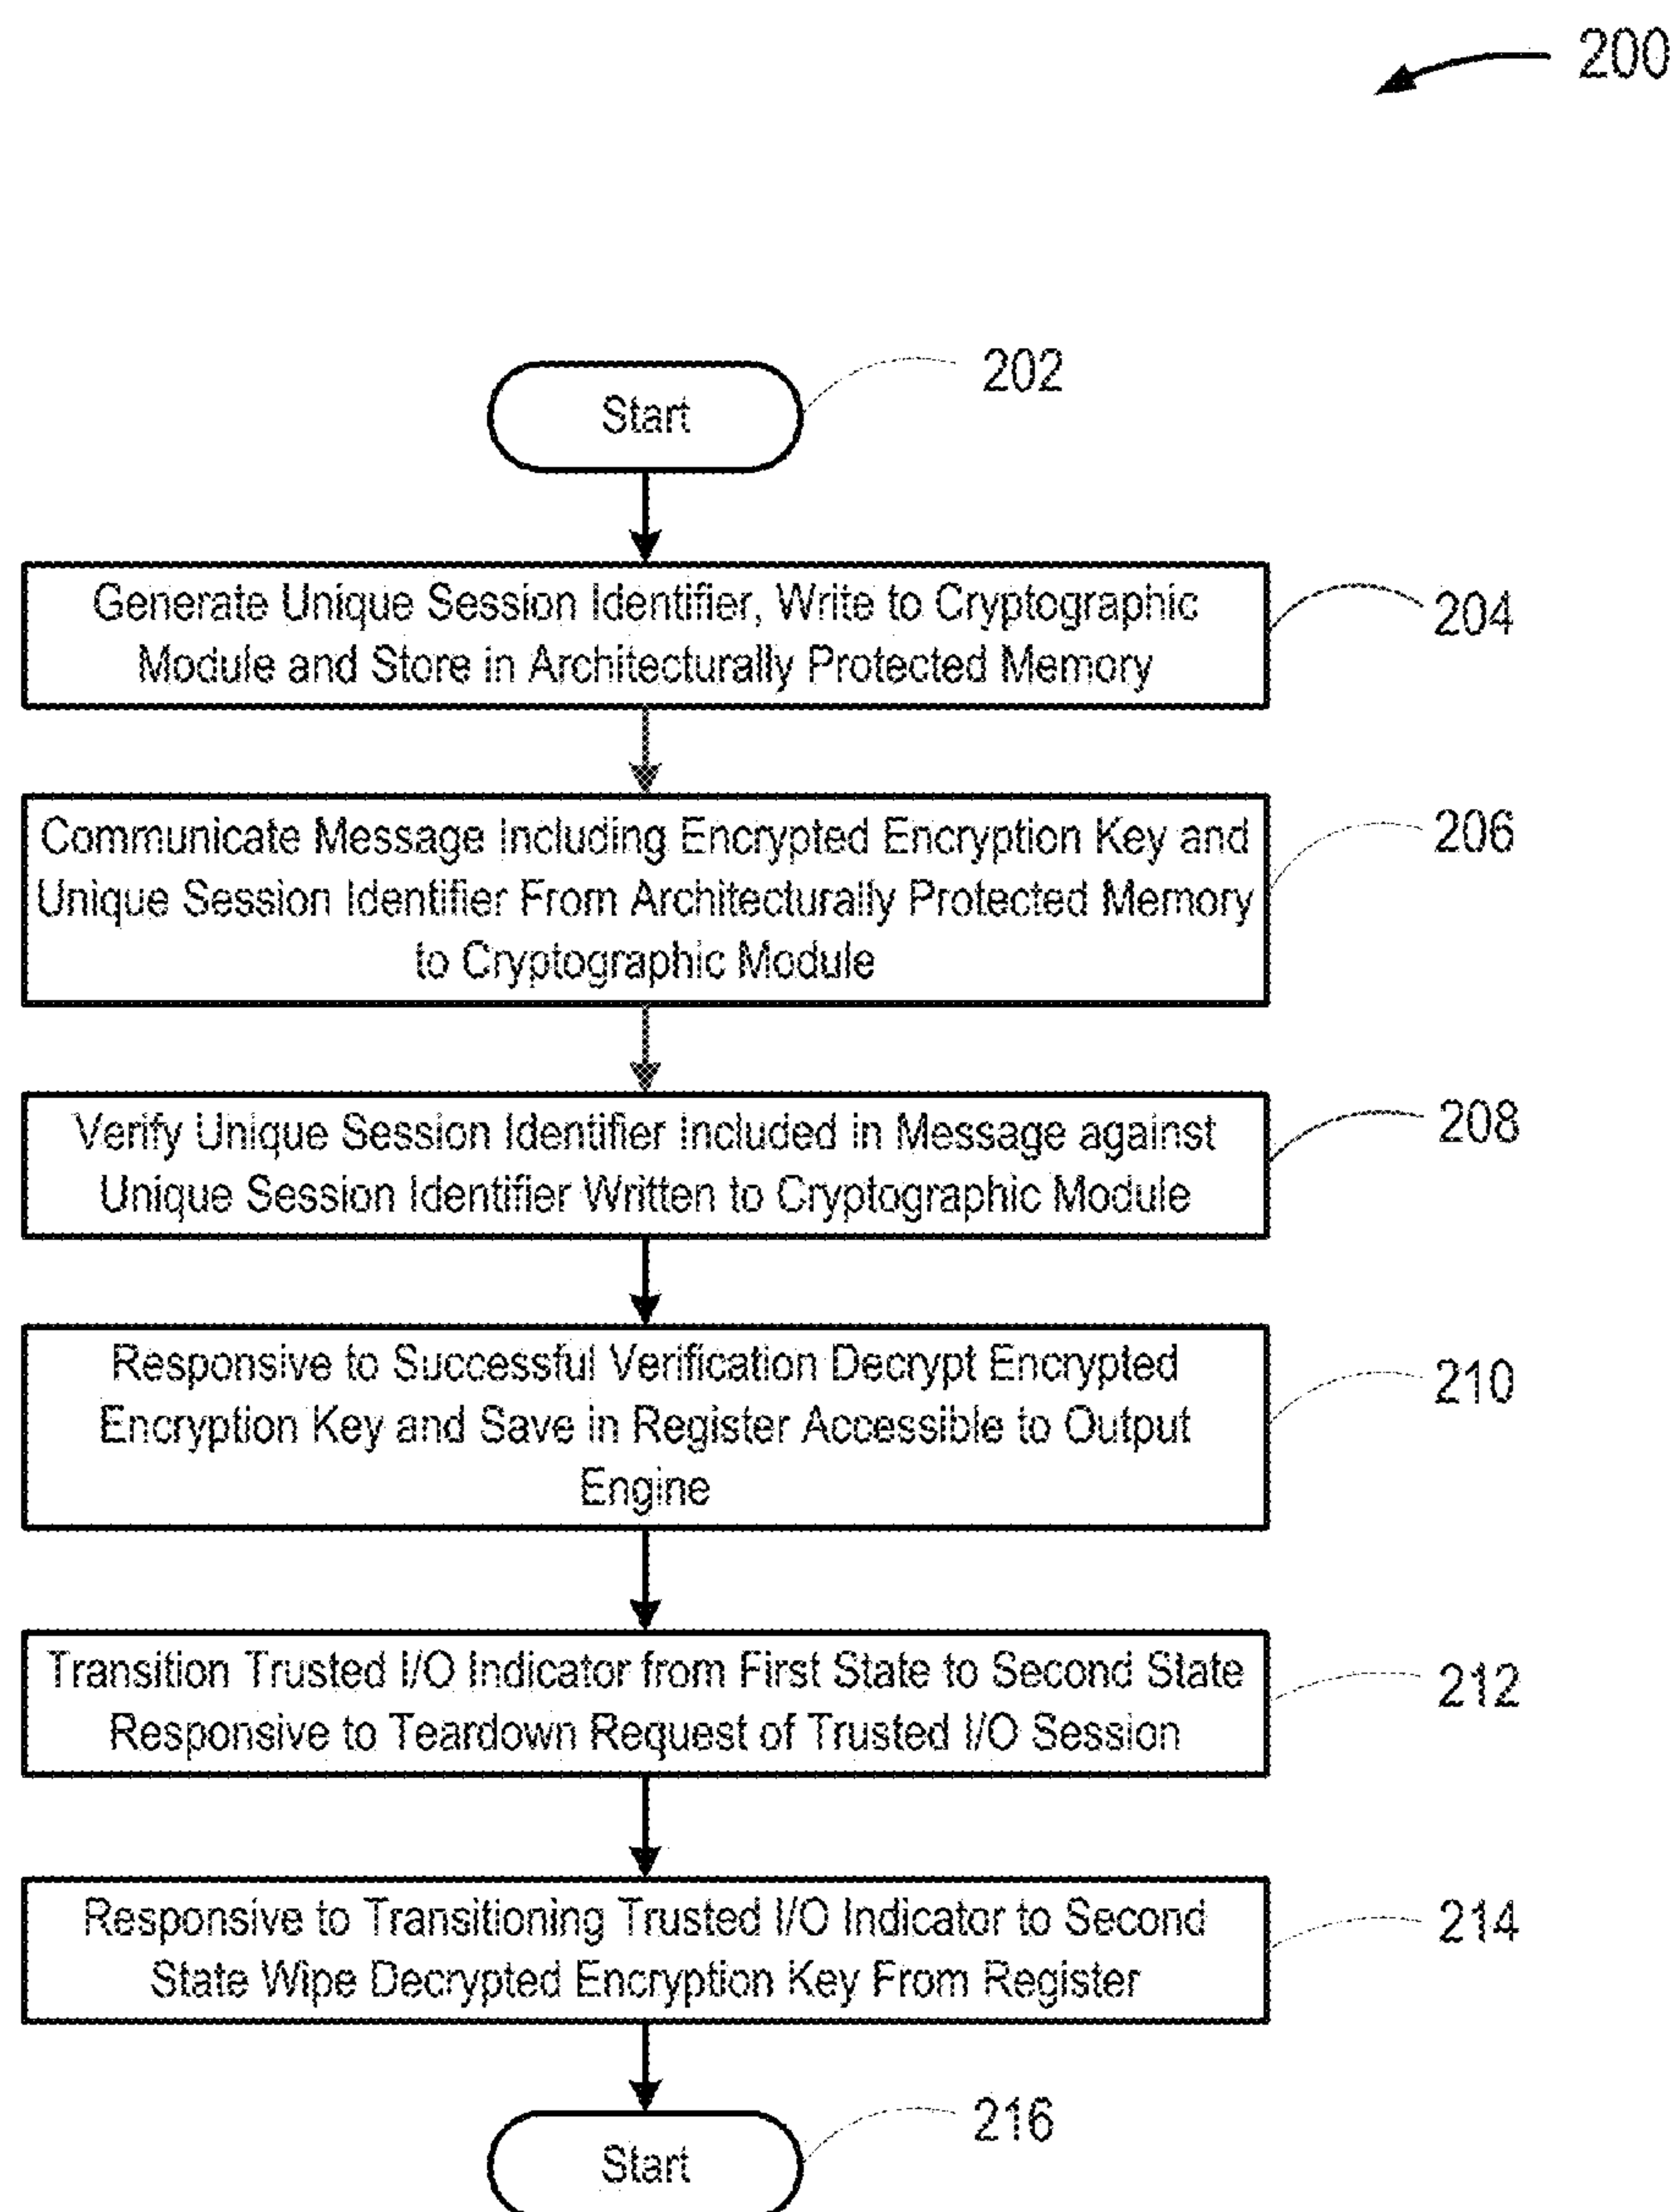 200
Start
202
Generate Unique Session Identifier, Write to Cryptographic
Module and Store in Architecturally Protected Memory
204
Communicate Message Including Encrypted Encryption Key and
Unique Session Identifier From Architecturally Protected Memory
to Cryptographic Module
206
Verify Unique Session Identifier Included in Message against
Unique Session Identifier Written to Cryptographic Module
208
Responsive to Successful Verification Decrypt Encrypted
Encryption Key and Save in Register Accessible to Output
Engine
210
Transition Trusted I/O Indicator from First State to Second State
Responsive to Teardown Request of Trusted I/O Session
212
Responsive to Transitioning Trusted I/O Indicator to Second
State Wipe Decrypted Encryption Key From Register
214
Start
216